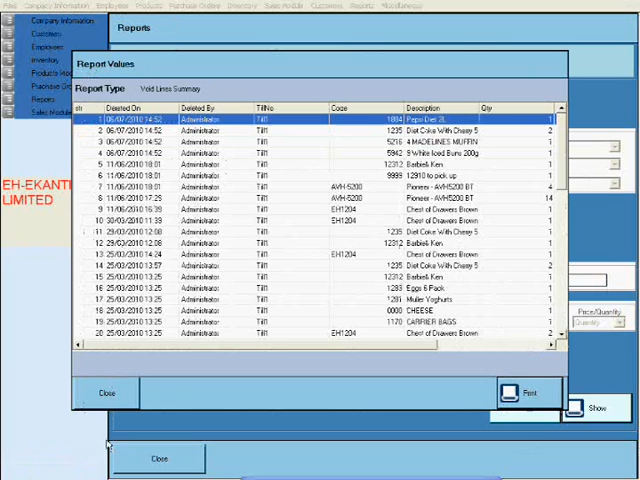 File Company Information Employees Products Purchase Orders Inventory Sales Module Customers Reports Miscellaneous
Company Information
Customers
Employees
Inventory
Products
Purchase
Reports
Sales Module
EH-EKANTI
LIMITED
Reports
Report Values
Report Type Void Lines Summary
Deleted On Deleted By TillNo Code Description Qty
1 06/07/2010 14:52 Administrator Till1 1884 Pepsi Diet 2L 1
2 06/07/2010 14:52 Administrator Till1 1235 Diet Coke With Cherry 5 2
3 06/07/2010 14:52 Administrator Till1 5216 4 MADELINES MUFFIN 1
4 06/07/2010 14:52 Administrator Till1 5942 9 White Iced Buns 200g 1
5 11/06/2010 18:01 Administrator Till1 12312 Barbie& Ken 1
6 11/06/2010 18:01 Administrator Till1 9999 12910 to pick up 1
7 11/06/2010 18:01 Administrator Till1 AVH-5200 Pioneer - AVH5200 BT 4
8 11/06/2010 17:29 Administrator Till1 AVH-5200 Pioneer - AVH5200 BT 14
9 11/06/2010 16:39 Administrator Till1 EH1204 Chest of Drawers Brown 1
10 30/03/2010 11:39 Administrator Till1 EH1204 Chest of Drawers Brown 1
11 29/03/2010 12:08 Administrator Till1 1235 Diet Coke With Cherry 5 1
12 29/03/2010 12:08 Administrator Till1 12312 Barbie& Ken 1
13 25/03/2010 14:24 Administrator Till1 EH1204 Chest of Drawers Brown 1
14 25/03/2010 13:57 Administrator Till1 1235 Diet Coke With Cherry 5 2
15 25/03/2010 13:25 Administrator Till1 12312 Barbie& Ken 1
16 25/03/2010 13:25 Administrator Till1 1283 Eggs 6 Pack 1
17 25/03/2010 13:25 Administrator Till1 1281 Muller Yoghurts 1
18 25/03/2010 13:25 Administrator Till1 0000 CHEESE 1
19 25/03/2010 13:25 Administrator Till1 1170 CARRIER BAGS 1
20 25/03/2010 13:25 Administrator Till1 EH1204 Chest of Drawers Brown
Price/Quantity
Quantity
Close
Print
Show
Close